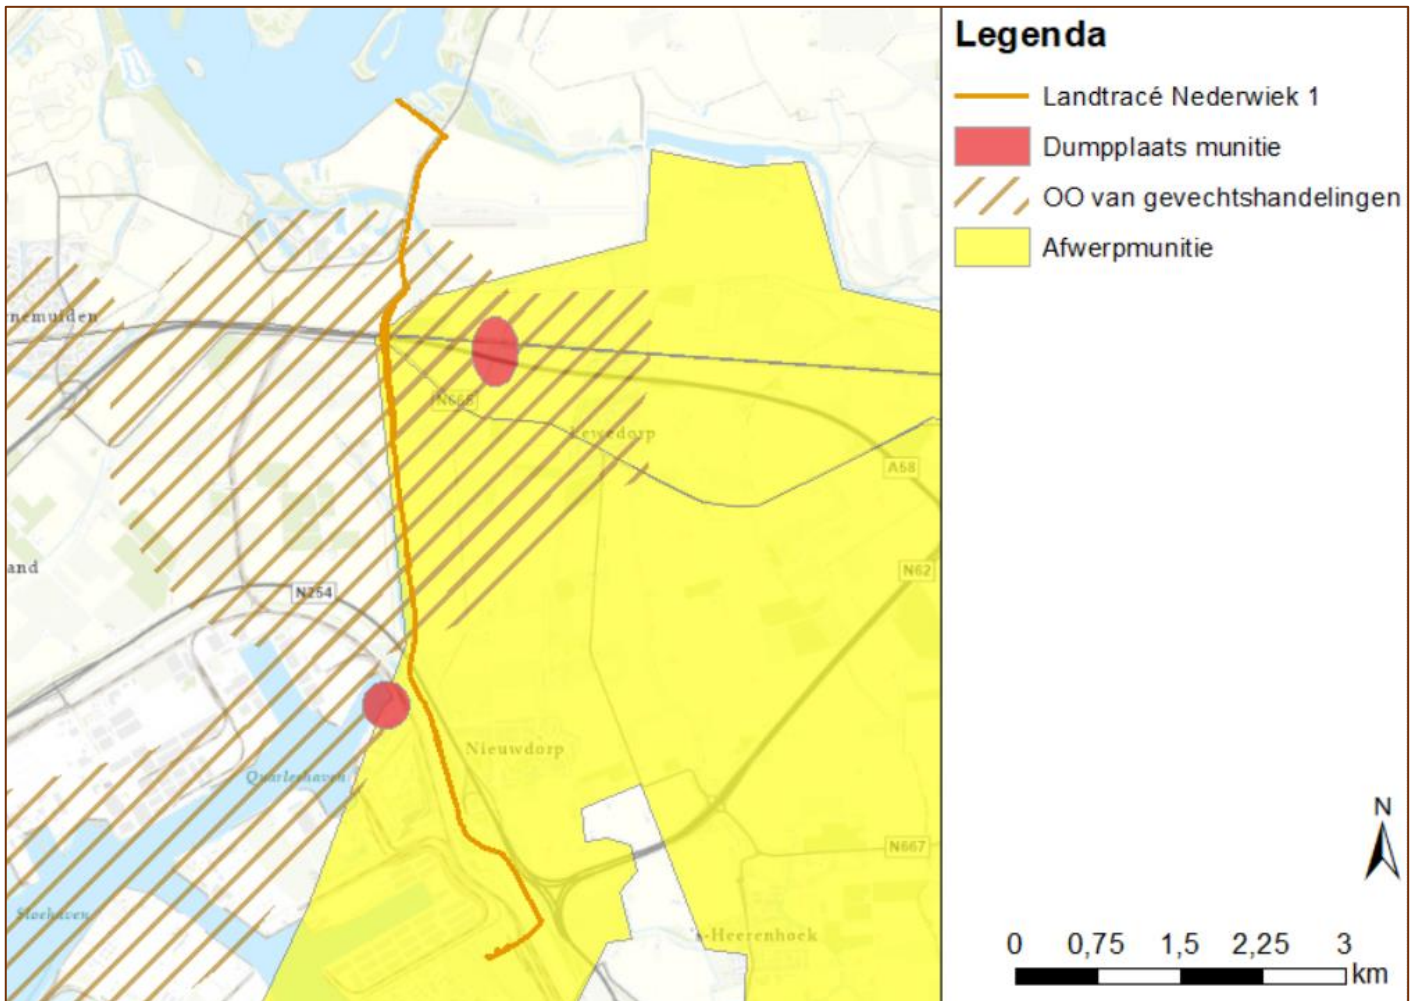 Legenda
Landtracé Nederwiek 1
Dumpplaats munitie
OO van gevechtshandelingen
Afwerpmunitie
nemuiden
N665
Lewedorp
A58
and
N254
N62
Nieuwdorp
Quarleshaven
N667
Sloehaven
's-Heerenhoek
N
0 0,75 1,5 2,25 3
km